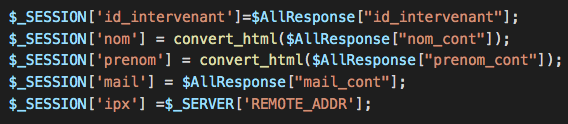 $_SESSION['id_intervenant']=$AllResponse["id_intervenant"];
$_SESSION['nom'] = convert_html($AllResponse["nom_cont"]);
$_SESSION['prenom'] = convert_html($AllResponse["prenom_cont"]);
$_SESSION['mail'] = $AllResponse["mail_cont"];
$_SESSION['ipx'] =$_SERVER['REMOTE_ADDR'];